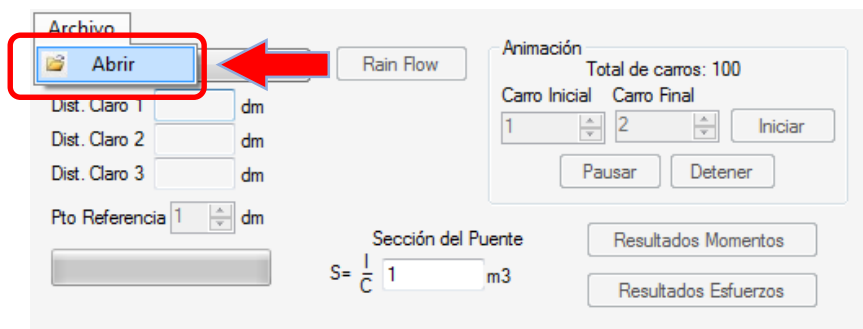 Archivo
Abrir
Rain Flow
Dist. Claro 1 dm
Dist. Claro 2 dm
Dist. Claro 3 dm
Pto Referencia 1 dm
Animación
Total de carros: 100
Carro Inicial Carro Final
1 2 Iniciar
Pausar Detener
Sección del Puente
S= I
C 1 m3
Resultados Momentos
Resultados Esfuerzos